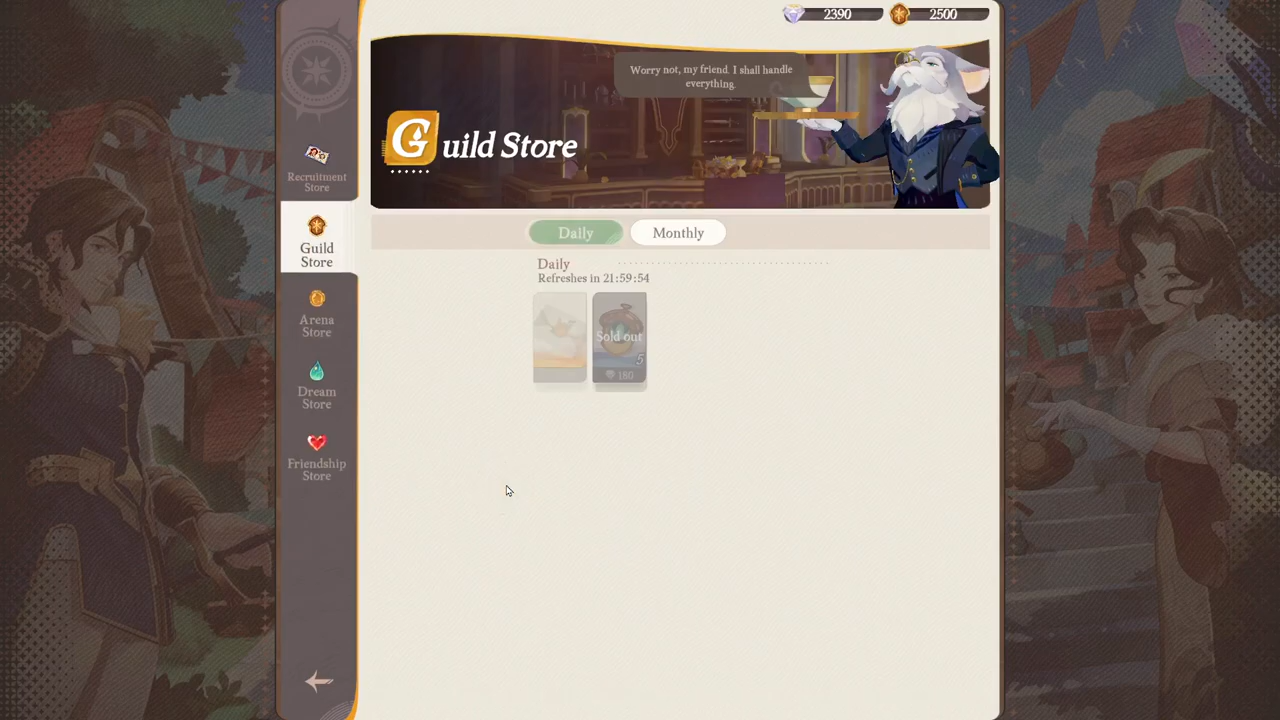 2390
2500
Worry not, my friend. I shall handle
everything.
Guild Store
Recruitment
Store
Guild
Store
Arena
Store
Dream
Store
Friendship
Store
Daily
Monthly
Daily
Refreshes in 21:59:54
Sold out
5
180